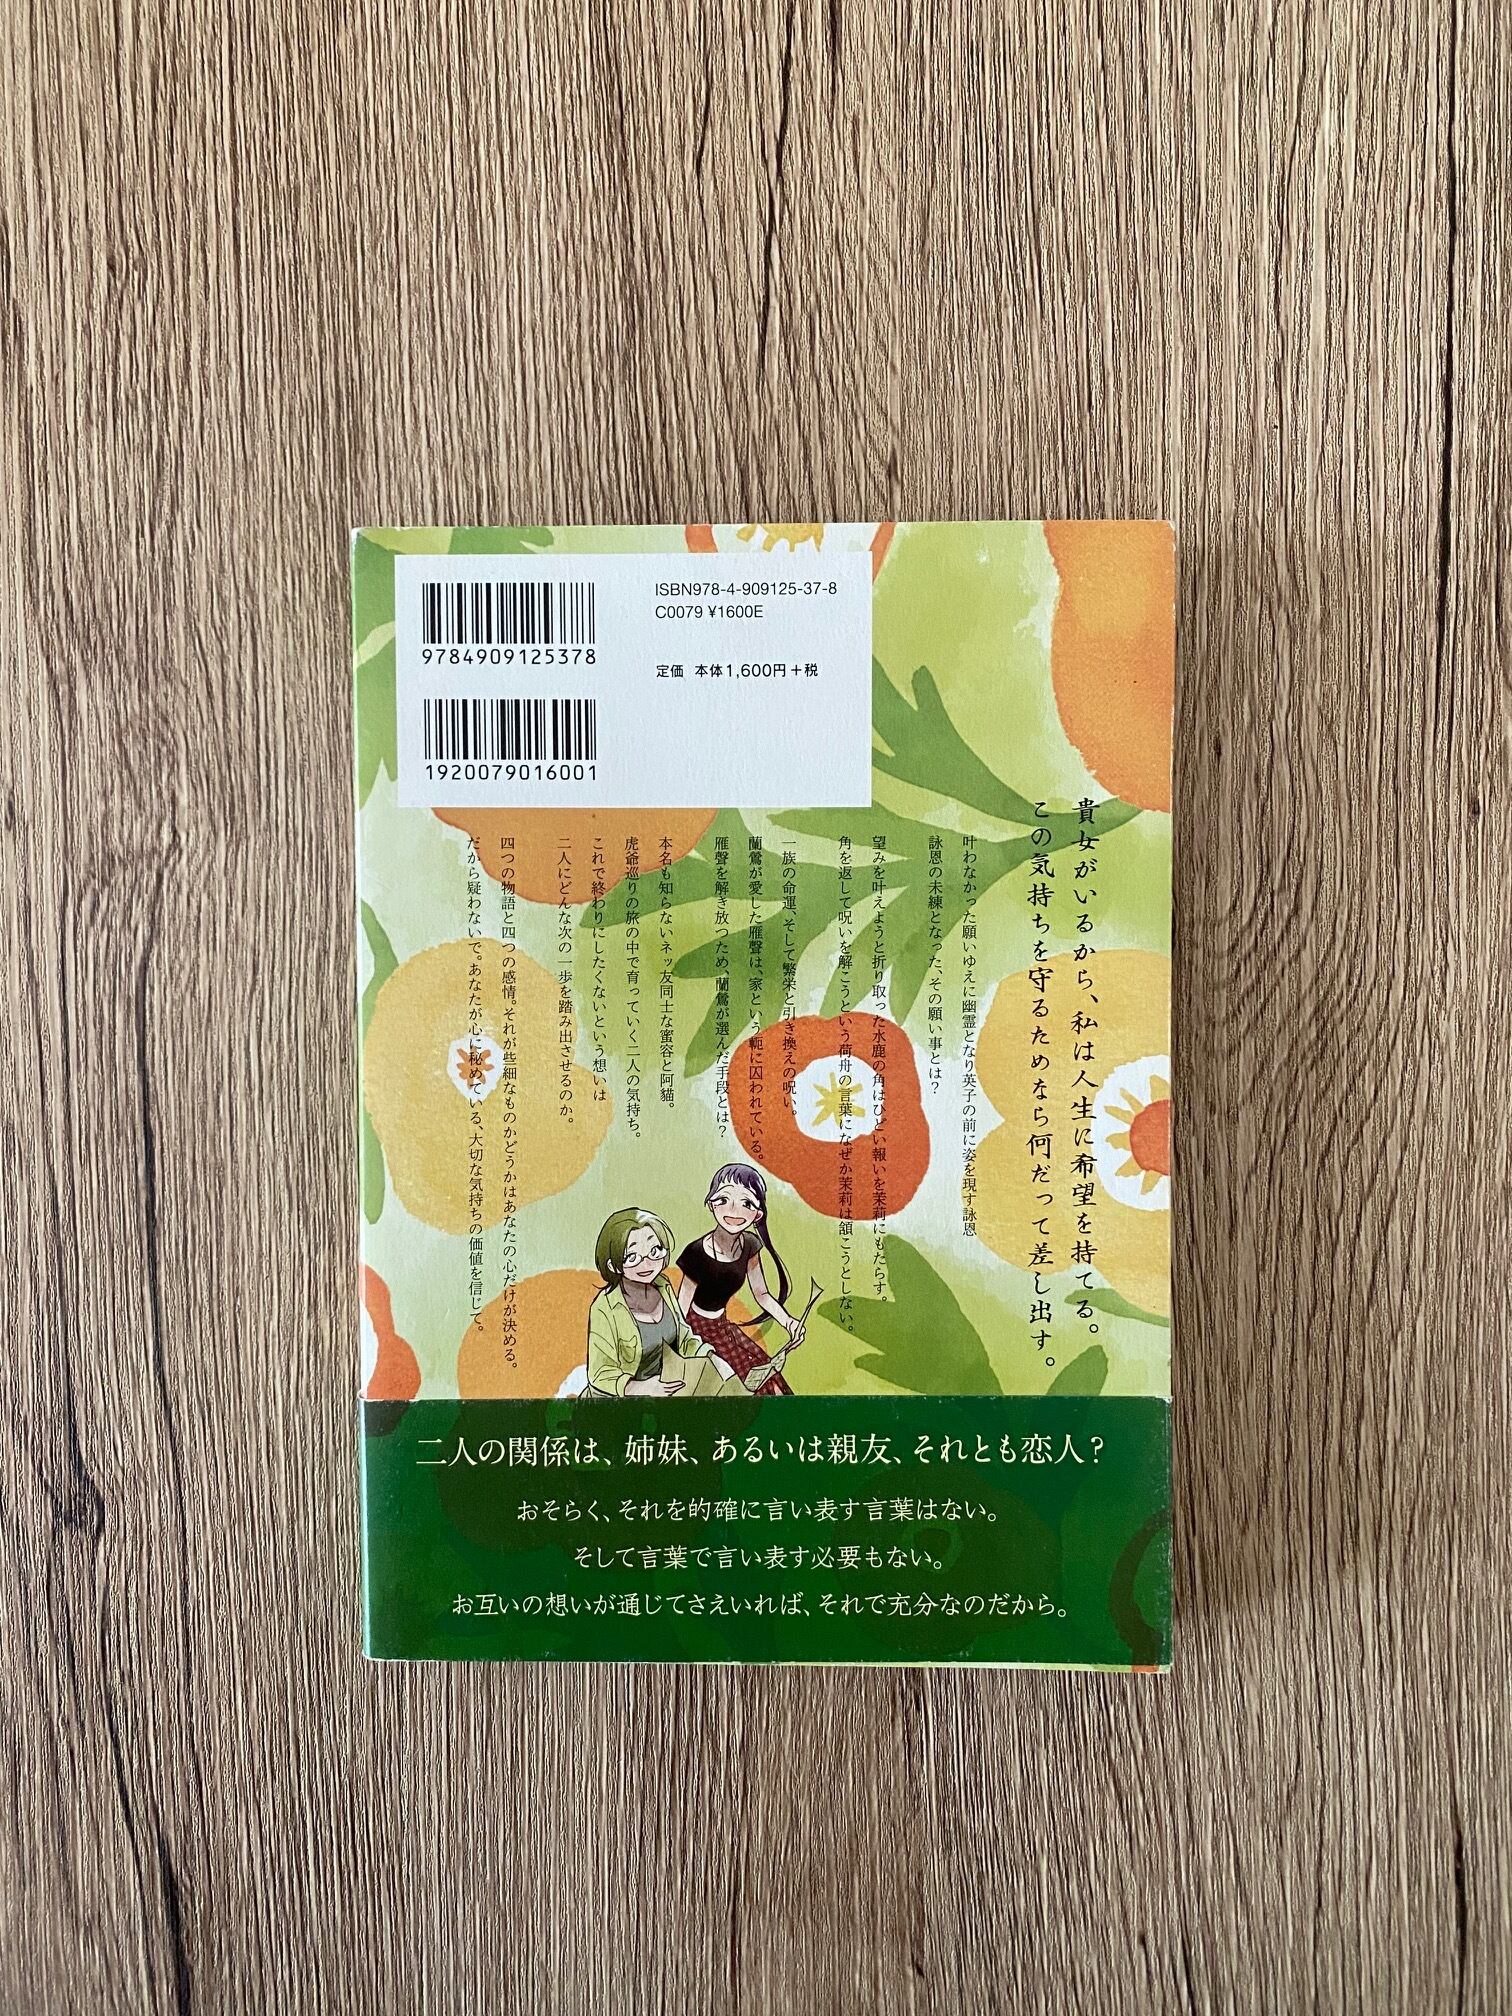 ISBN978-4-909125-37-8
C0079 ¥1600E
定価 本体1,600円+税
9784909125378
1920079016001
貴女がいるから、私は人生に希望を持てる。
この気持ちを守るためなら何だって差し出す。
叶わなかった願いゆえに幽霊となり英子の前に姿を現す詠恩
詠恩の未練となった、その願い事とは?
望みを叶えようと折り取った水鹿の角はひどい報いを茉莉にもたらす。
角を返して呪いを解こうという荷舟の言葉になぜか茉莉は頷こうとしない。
一族の命運、そして繁栄と引き換えの呪い。
蘭鶯が愛した雁聲は、家という軛に囚われている。
雁聲を解き放つため、蘭鶯が選んだ手段とは?
本名も知らないネッ友同士な蜜容と阿貓。
虎爺巡りの旅の中で育っていく二人の気持ち。
これで終わりにしたくないという想いは
二人にどんな次の一歩を踏み出させるのか。
四つの物語と四つの感情。それが些細なものかどうかはあなたの心だけが決める。
だから疑わないで。あなたが心に秘めている、大切な気持ちの価値を信じて。
二人の関係は、姉妹、あるいは親友、それとも恋人?
おそらく、それを的確に言い表す言葉はない。
そして言葉で言い表す必要もない。
お互いの想いが通じてさえいれば、それで充分なのだから。